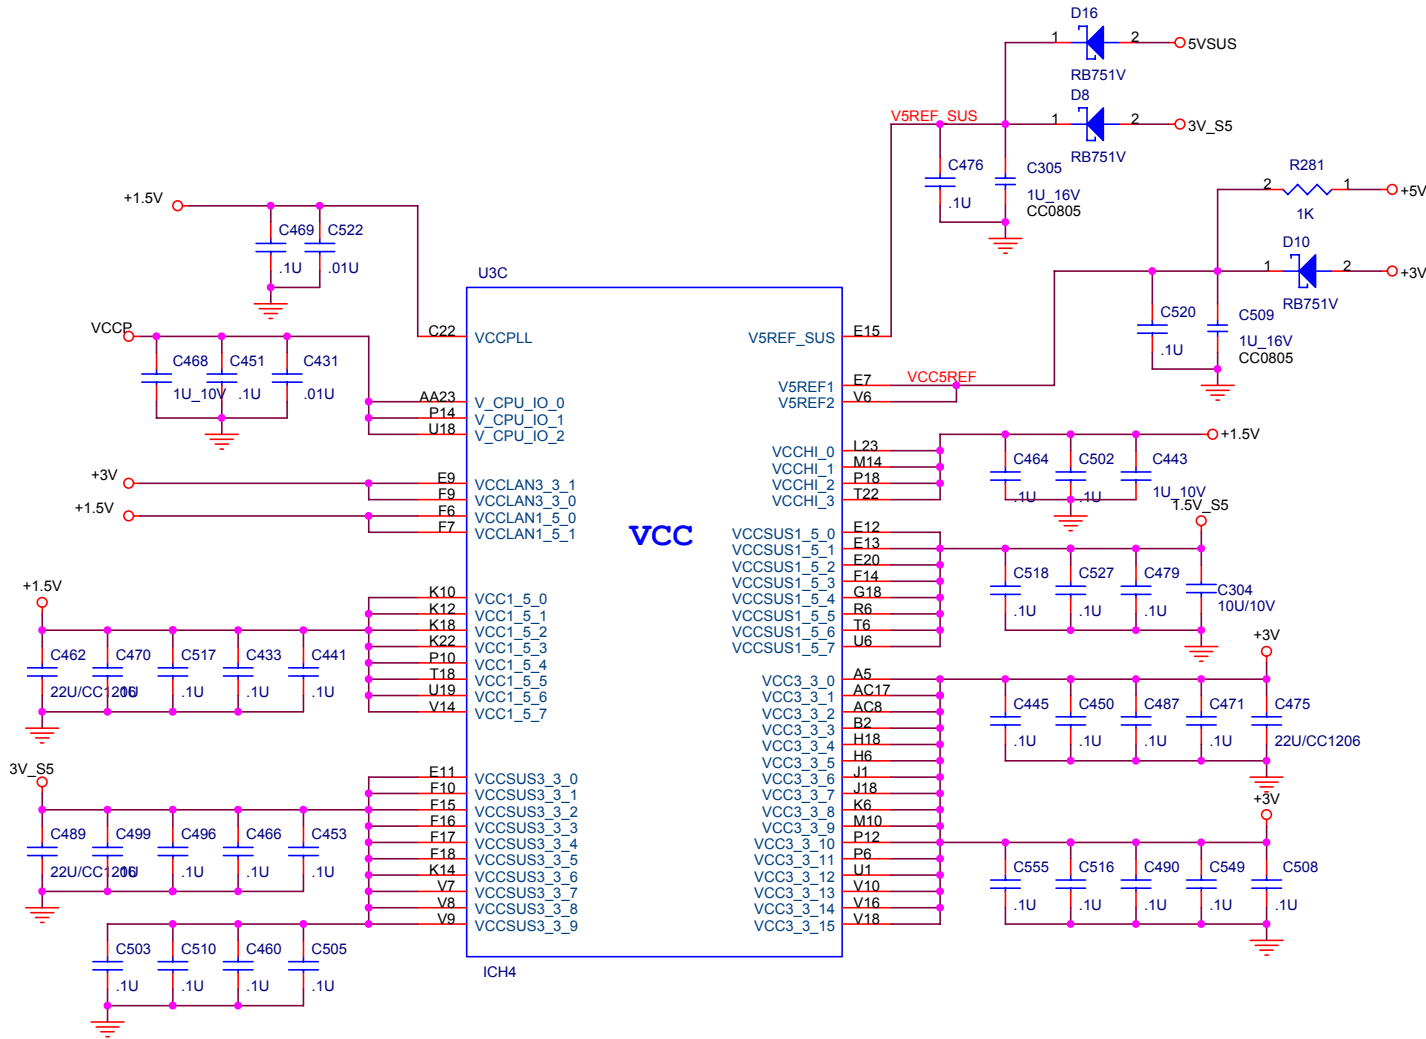 D16
1 2 5VSUS
RB751V
D8
V5REF_SUS
1 2 3V_S5
RB751V
C476
.1U
C305
1U_16V
CC0805
R281
2 1 +5V
1K
D10
1 2 +3V
RB751V
C520
.1U
C509
1U_16V
CC0805
+1.5V
C469
.1U
C522
.01U
U3C
VCCP
C468
1U_10V
C451
.1U
C431
.01U
C22 VCCPLL
AA23 V_CPU_IO_0
P14 V_CPU_IO_1
U18 V_CPU_IO_2
+3V
E9 VCCLAN3_3_1
F9 VCCLAN3_3_0
+1.5V
F6 VCCLAN1_5_0
F7 VCCLAN1_5_1
VCC
+1.5V
K10 VCC1_5_0
K12 VCC1_5_1
K18 VCC1_5_2
K22 VCC1_5_3
P10 VCC1_5_4
T18 VCC1_5_5
U19 VCC1_5_6
V14 VCC1_5_7
C462
22U/CC1206
C470
.1U
C517
.1U
C433
.1U
C441
.1U
3V_S5
E11 VCCSUS3_3_0
F10 VCCSUS3_3_1
F15 VCCSUS3_3_2
F16 VCCSUS3_3_3
F17 VCCSUS3_3_4
F18 VCCSUS3_3_5
K14 VCCSUS3_3_6
V7 VCCSUS3_3_7
V8 VCCSUS3_3_8
V9 VCCSUS3_3_9
C489
22U/CC1206
C499
.1U
C496
.1U
C466
.1U
C453
.1U
C503
.1U
C510
.1U
C460
.1U
C505
.1U
ICH4
V5REF_SUS E15
VCC5REF
V5REF1 E7
V5REF2 V6
VCCHI_0 L23
VCCHI_1 M14
VCCHI_2 P18
VCCHI_3 T22
+1.5V
C464
.1U
C502
.1U
C443
1U_10V
1.5V_S5
VCCSUS1_5_0 E12
VCCSUS1_5_1 E13
VCCSUS1_5_2 E20
VCCSUS1_5_3 F14
VCCSUS1_5_4 G18
VCCSUS1_5_5 R6
VCCSUS1_5_6 T6
VCCSUS1_5_7 U6
C518
.1U
C527
.1U
C479
.1U
C304
10U/10V
+3V
VCC3_3_0 A5
VCC3_3_1 AC17
VCC3_3_2 AC8
VCC3_3_3 B2
VCC3_3_4 H18
VCC3_3_5 H6
VCC3_3_6 J1
VCC3_3_7 J18
VCC3_3_8 K6
VCC3_3_9 M10
VCC3_3_10 P12
VCC3_3_11 P6
VCC3_3_12 U1
VCC3_3_13 V10
VCC3_3_14 V16
VCC3_3_15 V18
C445
.1U
C450
.1U
C487
.1U
C471
.1U
C475
22U/CC1206
+3V
C555
.1U
C516
.1U
C490
.1U
C549
.1U
C508
.1U